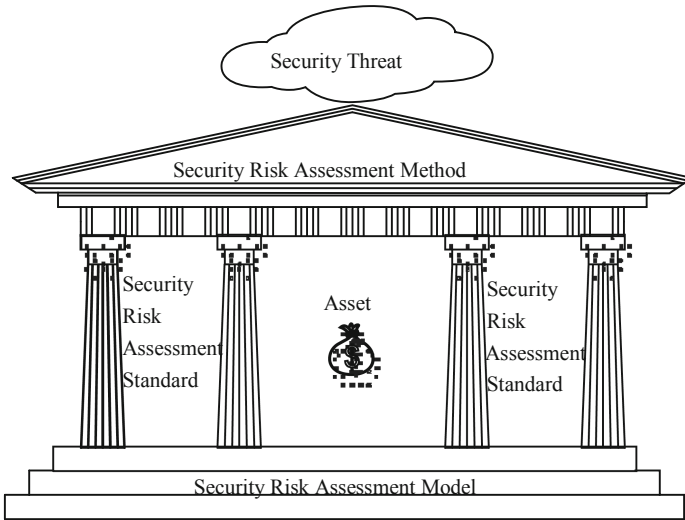 Security Threat
Security Risk Assessment Method
Security
Risk
Assessment
Standard
Asset
$
Security
Risk
Assessment
Standard
Security Risk Assessment Model